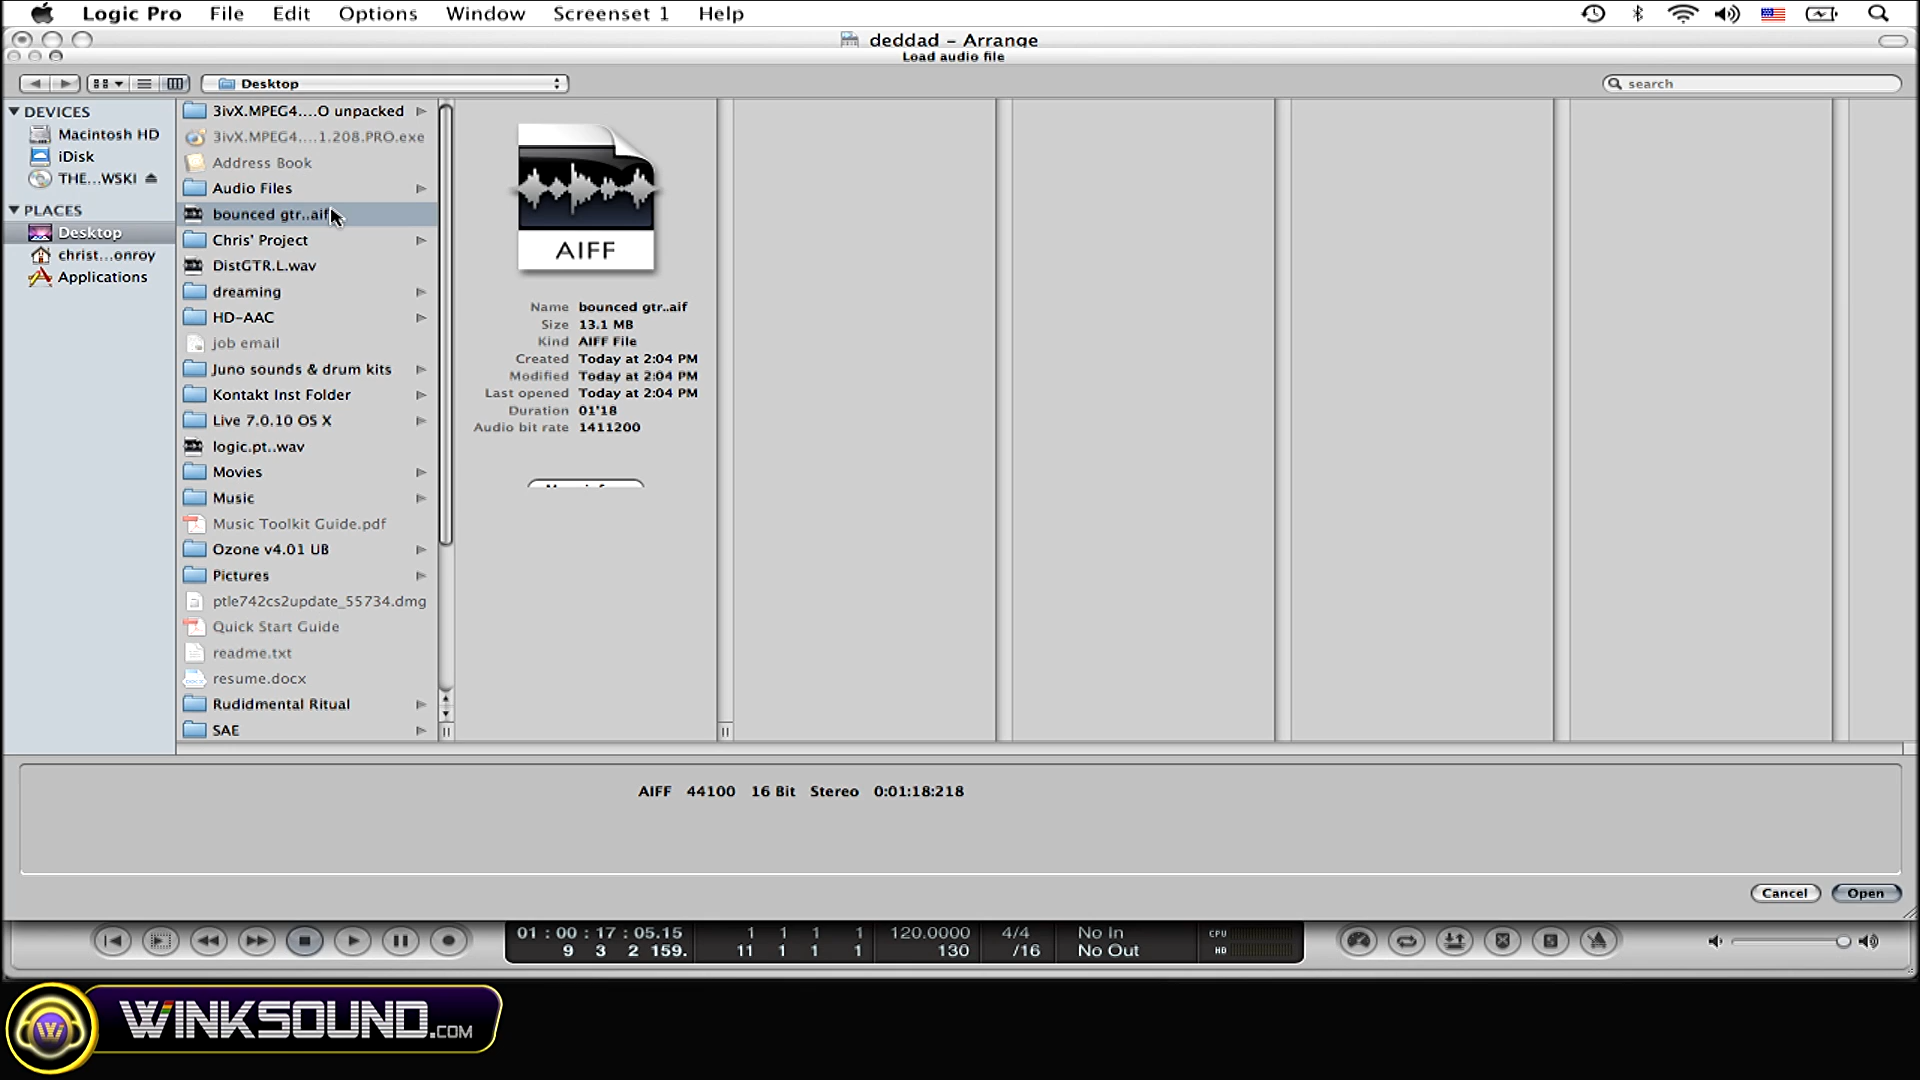 Logic Pro File Edit Options Window Screenset 1 Help
deddad - Arrange
Load audio file
Desktop
search
DEVICES
Macintosh HD
iDisk
THE...WSKI
PLACES
Desktop
christ...onroy
Applications
3ivX.MPEG4....O unpacked
3ivX.MPEG4....1.208.PRO.exe
Address Book
Audio Files
bounced gtr..aif
Chris' Project
DistGTR.L.wav
dreaming
HD-AAC
job email
Juno sounds & drum kits
Kontakt Inst Folder
Live 7.0.10 OS X
logic.pt..wav
Movies
Music
Music Toolkit Guide.pdf
Ozone v4.01 UB
Pictures
ptle742cs2update_55734.dmg
Quick Start Guide
readme.txt
resume.docx
Rudidmental Ritual
SAE
AIFF
Name bounced gtr..aif
Size 13.1 MB
Kind AIFF File
Created Today at 2:04 PM
Modified Today at 2:04 PM
Last opened Today at 2:04 PM
Duration 01'18
Audio bit rate 1411200
AIFF 44100 16 Bit Stereo 0:01:18:218
Cancel Open
01 : 00 : 17 : 05.15 1 1 1 1 120.0000 4/4 No In CPU
9 3 2 159. 11 1 1 1 130 /16 No Out HD
W WINKSOUND.COM